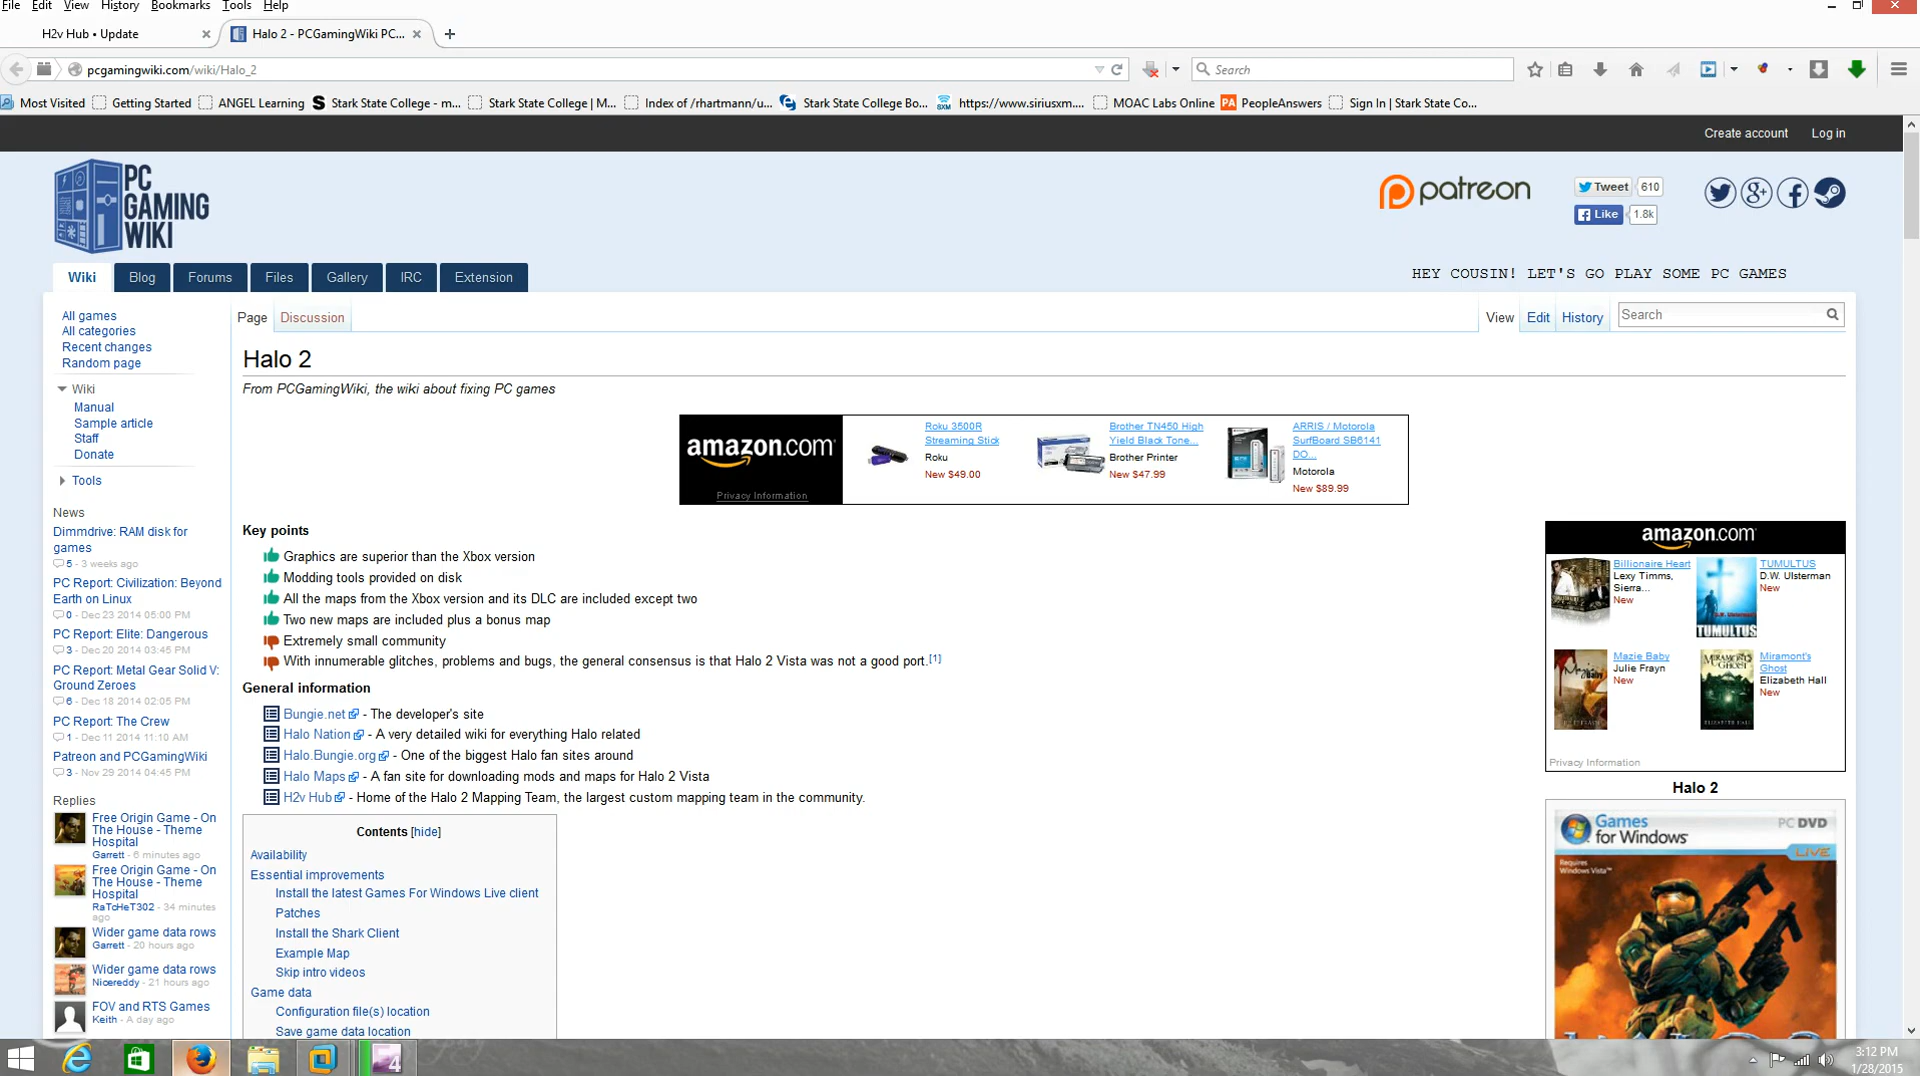 File Edit View History Bookmarks Tools Help
H2v Hub • Update
Halo 2 - PCGamingWiki PC...
pcgamingwiki.com/wiki/Halo_2
Search
Most Visited Getting Started ANGEL Learning Stark State College - m... Stark State College | M... Index of /rhartmann/u... Stark State College Bo... https://www.siriusxm.... MOAC Labs Online PeopleAnswers Sign In | Stark State Co...
Create account Log in
PC
GAMING
WIKI
patreon
Tweet 610
Like 1.8k
Wiki Blog Forums Files Gallery IRC Extension
HEY COUSIN! LET'S GO PLAY SOME PC GAMES
All games
All categories
Recent changes
Random page
Wiki
Manual
Sample article
Staff
Donate
Tools
News
Dimmdrive: RAM disk for
games
5 - 3 weeks ago
PC Report: Civilization: Beyond
Earth on Linux
0 - Dec 23 2014 05:00 PM
PC Report: Elite: Dangerous
3 - Dec 20 2014 03:45 PM
PC Report: Metal Gear Solid V:
Ground Zeroes
6 - Dec 18 2014 02:05 PM
PC Report: The Crew
1 - Dec 11 2014 11:10 AM
Patreon and PCGamingWiki
3 - Nov 29 2014 04:45 PM
Replies
Free Origin Game - On
The House - Theme
Hospital
Garrett - 6 minutes ago
Free Origin Game - On
The House - Theme
Hospital
RaTcHeT302 - 34 minutes
ago
Wider game data rows
Garrett - 20 hours ago
Wider game data rows
Nicereddy - 21 hours ago
FOV and RTS Games
Keith - A day ago
Page Discussion
View Edit History Search
Halo 2
From PCGamingWiki, the wiki about fixing PC games
amazon.com
Privacy Information
Roku 3500R
Streaming Stick
Roku
New $49.00
Brother TN450 High
Yield Black Tone...
Brother Printer
New $47.99
ARRIS / Motorola
SurfBoard SB6141
DO...
Motorola
New $89.99
Key points
Graphics are superior than the Xbox version
Modding tools provided on disk
All the maps from the Xbox version and its DLC are included except two
Two new maps are included plus a bonus map
Extremely small community
With innumerable glitches, problems and bugs, the general consensus is that Halo 2 Vista was not a good port.[1]
General information
Bungie.net - The developer's site
Halo Nation - A very detailed wiki for everything Halo related
Halo.Bungie.org - One of the biggest Halo fan sites around
Halo Maps - A fan site for downloading mods and maps for Halo 2 Vista
H2v Hub - Home of the Halo 2 Mapping Team, the largest custom mapping team in the community.
Contents [hide]
Availability
Essential improvements
Install the latest Games For Windows Live client
Patches
Install the Shark Client
Example Map
Skip intro videos
Game data
Configuration file(s) location
Save game data location
amazon.com
Billionaire Heart
Lexy Timms,
Sierra...
New
TUMULTUS
D.W. Ulsterman
New
TUMULTUS
Mazie Baby
Julie Frayn
New
Miramont's
Ghost
Elizabeth Hall
New
Privacy Information
Halo 2
Games
for Windows
PC DVD
LIVE
Requires
Windows Vista™
3:12 PM
1/28/2015